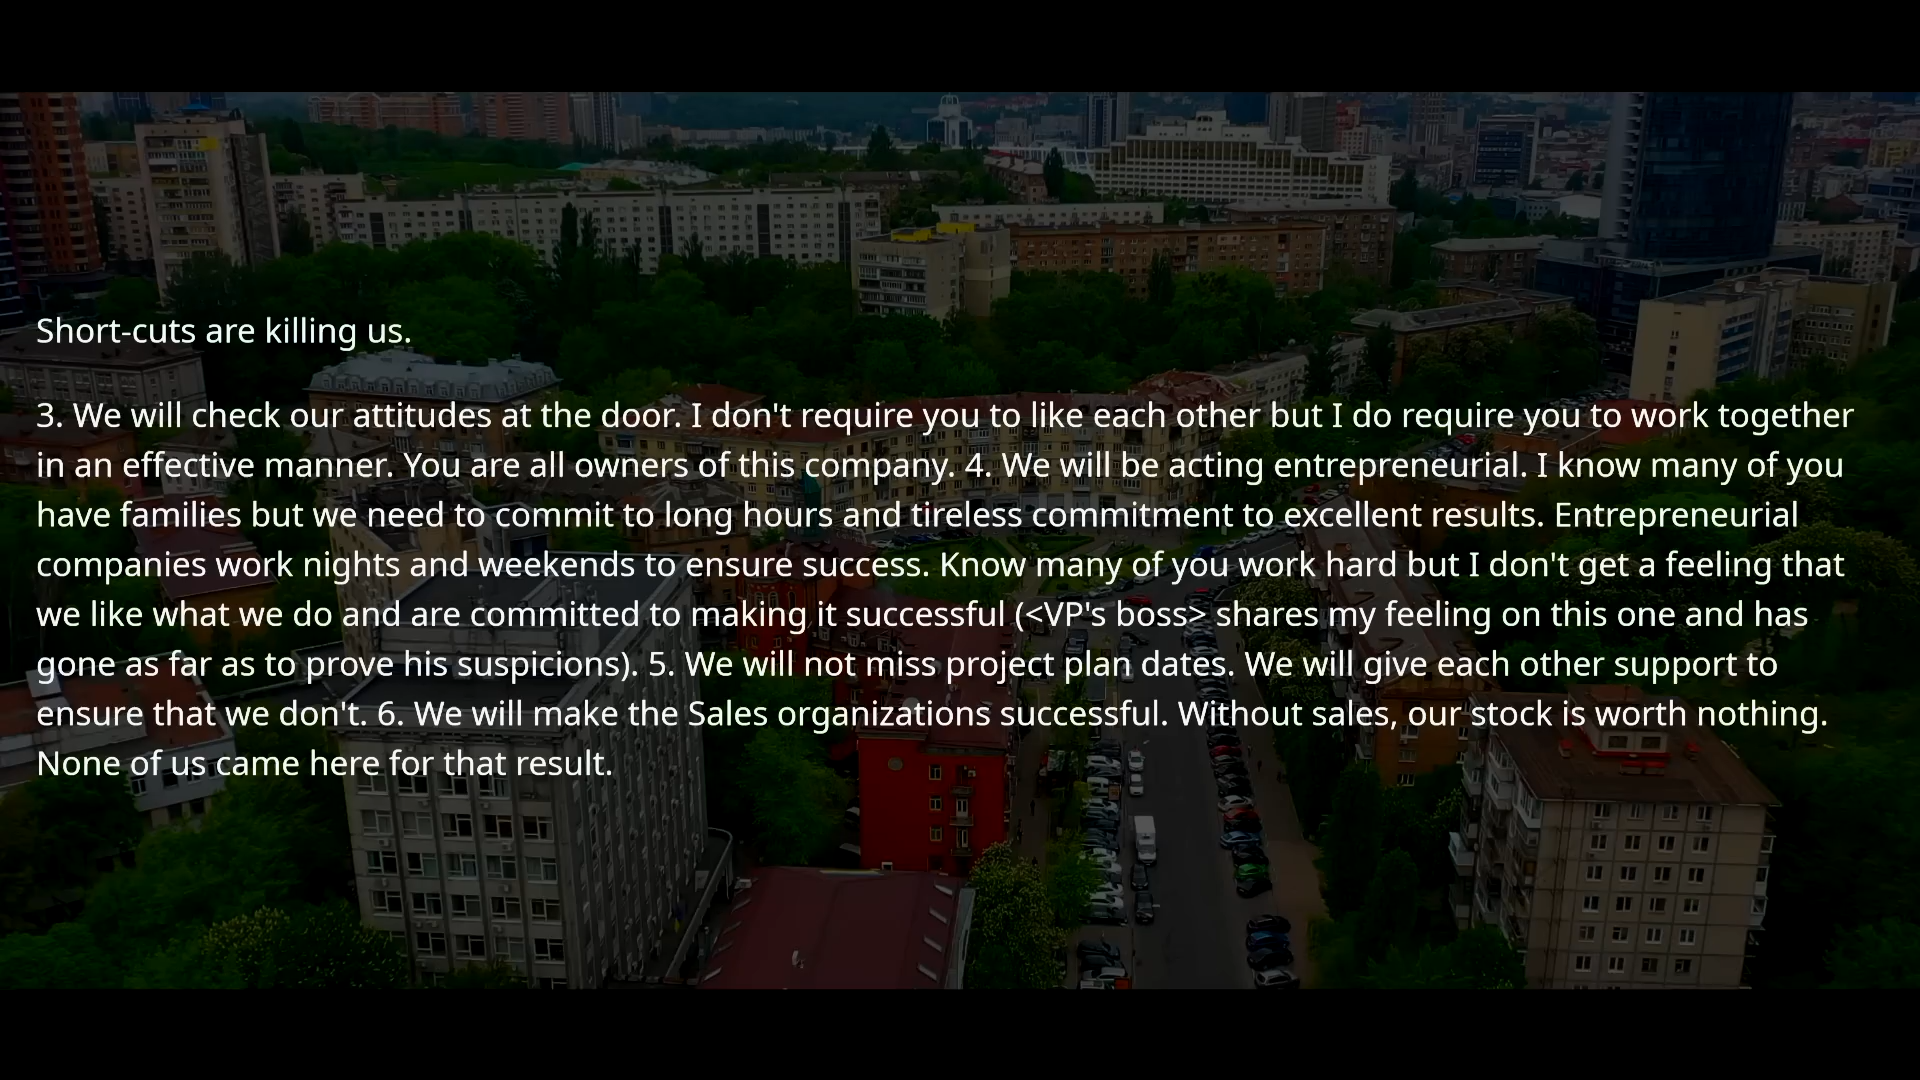 Short-cuts are killing us.
3. We will check our attitudes at the door. I don't require you to like each other but I do require you to work together
in an effective manner. You are all owners of this company. 4. We will be acting entrepreneurial. I know many of you
have families but we need to commit to long hours and tireless commitment to excellent results. Entrepreneurial
companies work nights and weekends to ensure success. Know many of you work hard but I don't get a feeling that
we like what we do and are committed to making it successful (<VP's boss> shares my feeling on this one and has
gone as far as to prove his suspicions). 5. We will not miss project plan dates. We will give each other support to
ensure that we don't. 6. We will make the Sales organizations successful. Without sales, our stock is worth nothing.
None of us came here for that result.